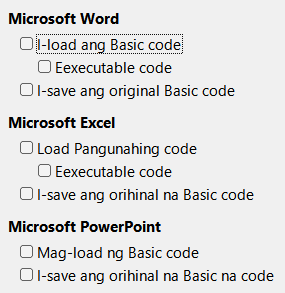 Microsoft Word
I-load ang Basic code
Eexecutable code
I-save ang original Basic code
Microsoft Excel
Load Pangunahing code
Eexecutable code
I-save ang orihinal na Basic code
Microsoft PowerPoint
Mag-load ng Basic code
I-save ang orihinal na Basic na code